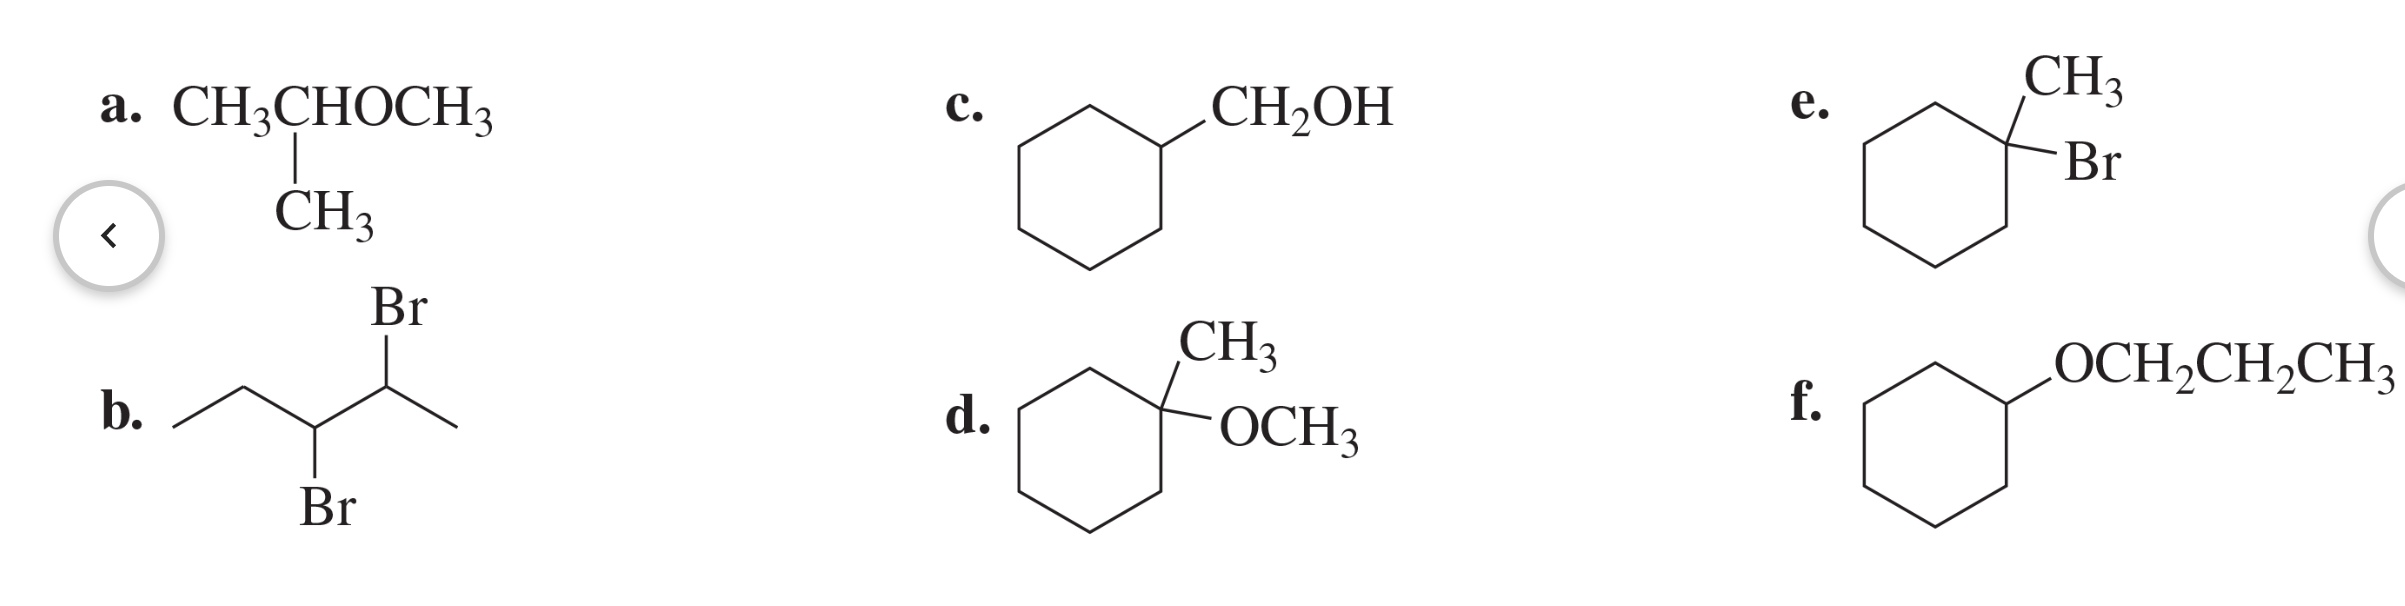 a. CH₃CHOCH₃
CH₃
Br
b.
Br
c. CH₂OH
CH₃
d. OCH₃
CH₃
e.
Br
f. OCH₂CH₂CH₃